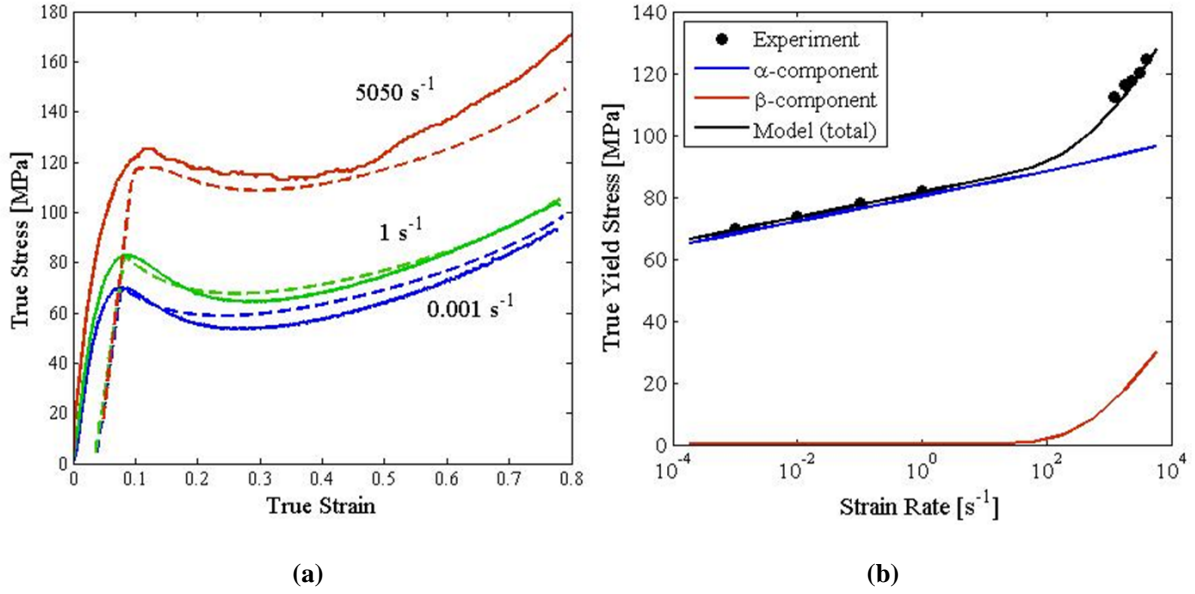 180
160
140
120
100
80
60
40
20
0
0 0.1 0.2 0.3 0.4 0.5 0.6 0.7 0.8
True Stress [MPa]
True Strain
5050 s⁻¹
1 s⁻¹
0.001 s⁻¹
(a)
140
120
100
80
60
40
20
0
10⁻⁴ 10⁻² 10⁰ 10² 10⁴
True Yield Stress [MPa]
Strain Rate [s⁻¹]
Experiment
α-component
β-component
Model (total)
(b)